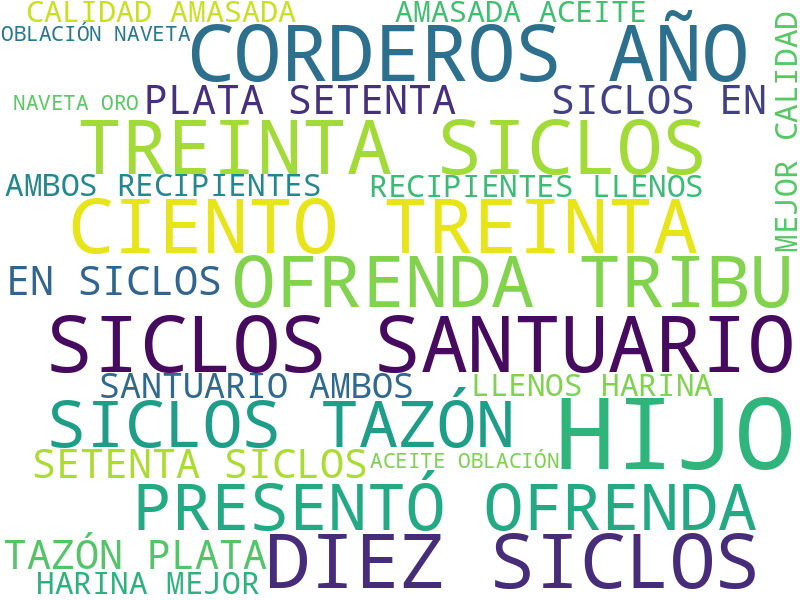 CALIDAD AMASADA
AMASADA ACEITE
OBLACIÓN NAVETA
CORDEROS AÑO
MEJOR CALIDAD
NAVETA ORO
PLATA SETENTA
SICLOS EN
TREINTA SICLOS
AMBOS RECIPIENTES
RECIPIENTES LLENOS
CIENTO TREINTA
EN SICLOS
OFRENDA TRIBU
SICLOS SANTUARIO
SANTUARIO AMBOS
LLENOS HARINA
SICLOS TAZÓN
HIJO
SETENTA SICLOS
ACEITE OBLACIÓN
PRESENTÓ OFRENDA
TAZÓN PLATA
DIEZ SICLOS
HARINA MEJOR